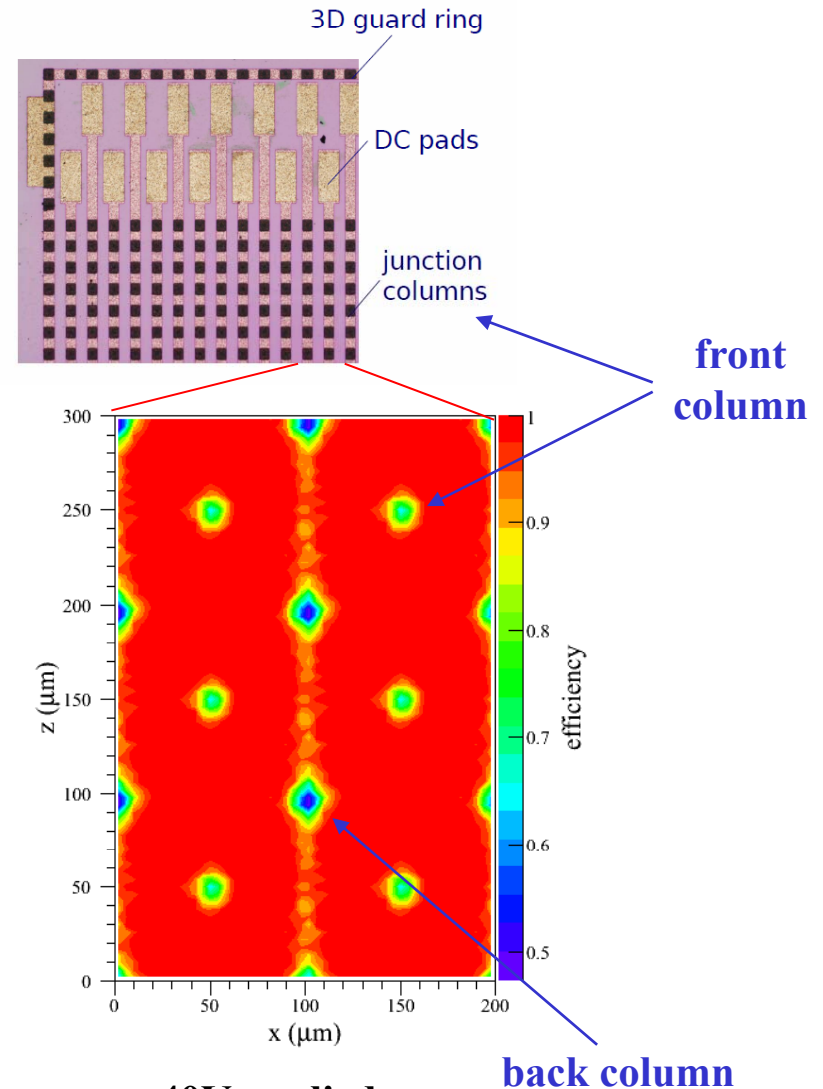 3D guard ring
DC pads
junction
columns
front
column
300
250
200
150
100
50
0
z (μm)
0
50
100
150
200
x (μm)
1
0.9
0.8
0.7
0.6
0.5
efficiency
back column